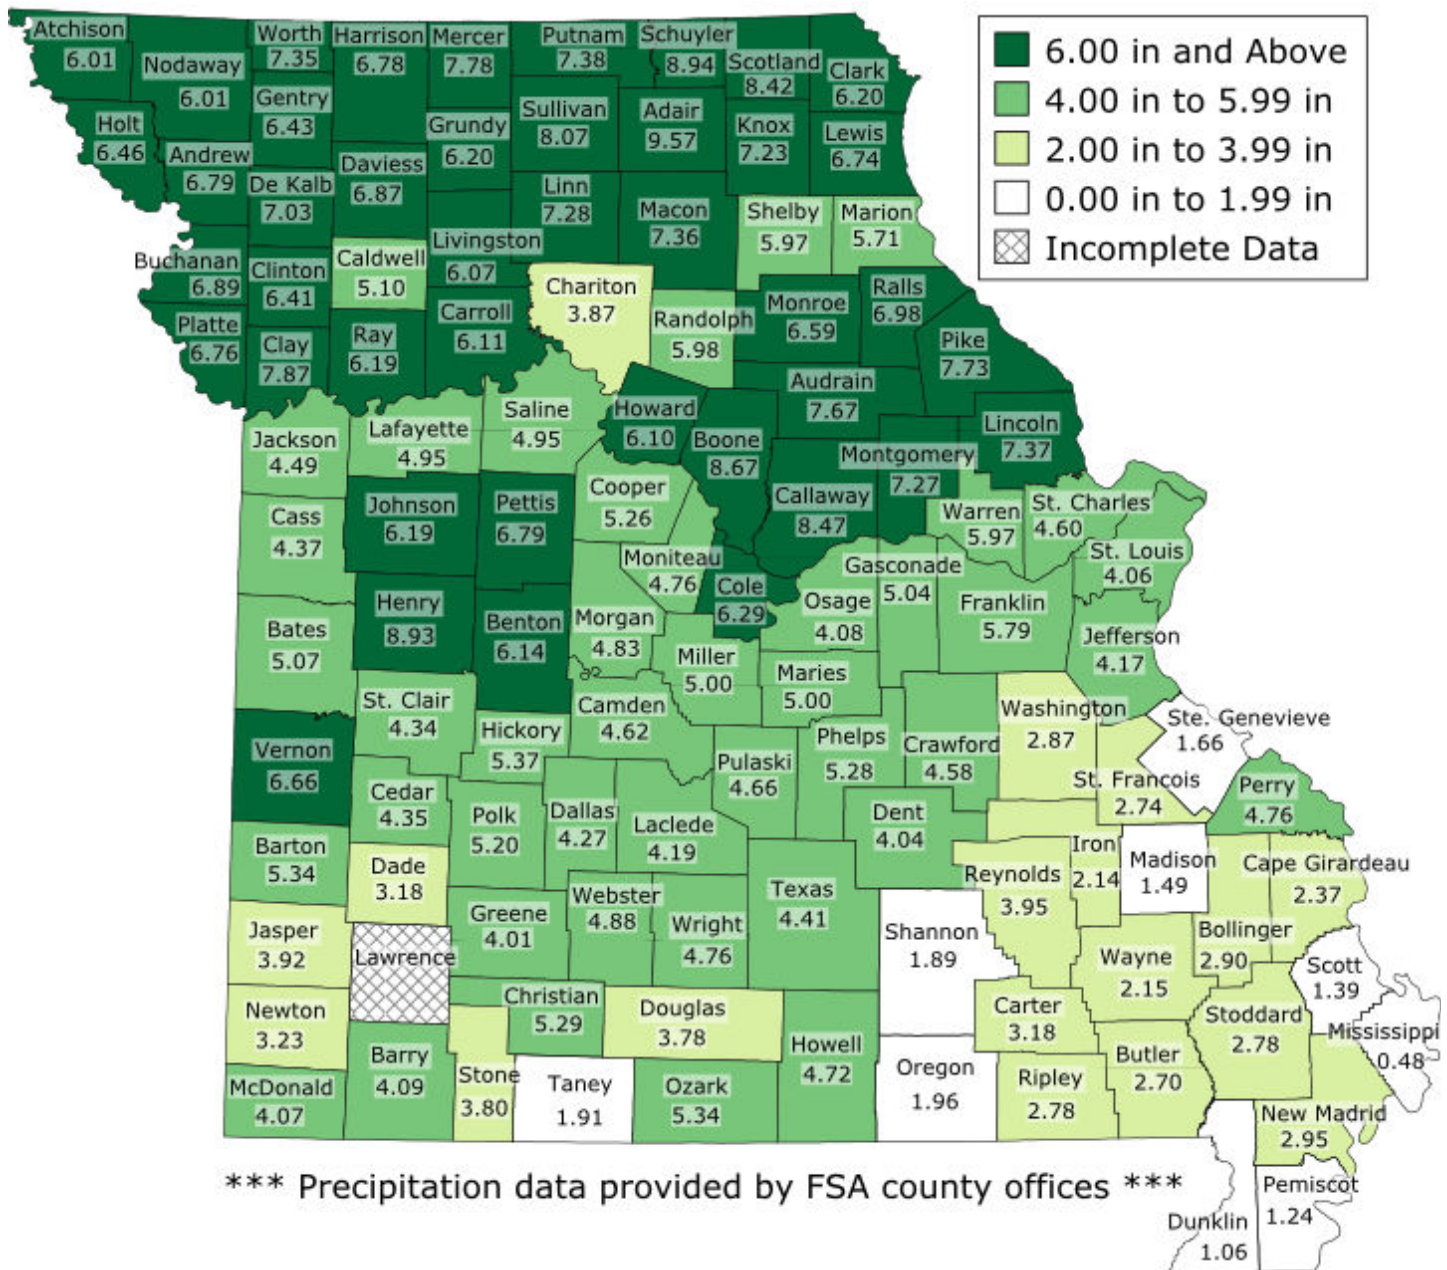 6.00 in and Above
4.00 in to 5.99 in
2.00 in to 3.99 in
0.00 in to 1.99 in
Incomplete Data
Atchison
6.01
Nodaway
6.01
Worth
7.35
Harrison
6.78
Mercer
7.78
Putnam
7.38
Schuyler
8.94
Scotland
8.42
Clark
6.20
Holt
6.46
Andrew
6.79
Gentry
6.43
De Kalb
7.03
Daviess
6.87
Grundy
6.20
Sullivan
8.07
Adair
9.57
Knox
7.23
Lewis
6.74
Linn
7.28
Macon
7.36
Shelby
5.97
Marion
5.71
Buchanan
6.89
Clinton
6.41
Caldwell
5.10
Livingston
6.07
Chariton
3.87
Randolph
5.98
Monroe
6.59
Ralls
6.98
Pike
7.73
Platte
6.76
Clay
7.87
Ray
6.19
Carroll
6.11
Audrain
7.67
Lincoln
7.37
Jackson
4.49
Lafayette
4.95
Saline
4.95
Howard
6.10
Boone
8.67
Callaway
8.47
Montgomery
7.27
Warren
5.97
St. Charles
4.60
St. Louis
4.06
Cass
4.37
Johnson
6.19
Pettis
6.79
Cooper
5.26
Moniteau
4.76
Cole
6.29
Osage
4.08
Gasconade
5.04
Franklin
5.79
Jefferson
4.17
Bates
5.07
Henry
8.93
Benton
6.14
Morgan
4.83
Miller
5.00
Maries
5.00
St. Clair
4.34
Hickory
5.37
Camden
4.62
Pulaski
4.66
Phelps
5.28
Crawford
4.58
Washington
2.87
Ste. Genevieve
1.66
St. Francois
2.74
Perry
4.76
Vernon
6.66
Cedar
4.35
Polk
5.20
Dallas
4.27
Laclede
4.19
Dent
4.04
Iron
2.14
Madison
1.49
Cape Girardeau
2.37
Barton
5.34
Dade
3.18
Greene
4.01
Webster
4.88
Wright
4.76
Texas
4.41
Shannon
1.89
Reynolds
3.95
Wayne
2.15
Bollinger
2.90
Scott
1.39
Jasper
3.92
Lawrence
Christian
5.29
Douglas
3.78
Howell
4.72
Carter
3.18
Stoddard
2.78
Mississippi
0.48
Newton
3.23
Barry
4.09
Stone
3.80
Taney
1.91
Ozark
5.34
Oregon
1.96
Ripley
2.78
Butler
2.70
New Madrid
2.95
McDonald
4.07
*** Precipitation data provided by FSA county offices ***
Dunklin
1.06
Pemiscot
1.24